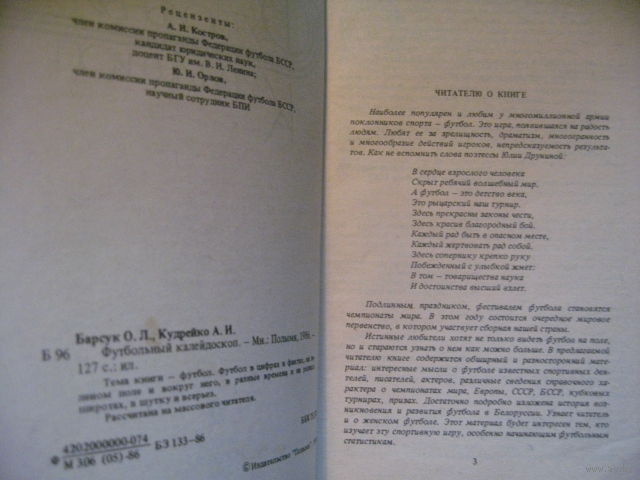 Рецензенты:
А. И. Костров,
член комиссии пропаганды Федерации футбола БССР,
кандидат юридических наук,
доцент БГУ им. В. И. Ленина;
Ю. И. Орлов,
член комиссии пропаганды Федерации футбола БССР,
научный сотрудник БПИ
Барсук О. Л., Кудрейко А. И.
Б 96 Футбольный калейдоскоп. – Мн.: Полымя, 1986. –
127 с.: ил.
Тема книги – футбол. Футбол в цифрах и фактах, на
поле и вокруг него, в разные времена и
широтах, в шутку и всерьез.
Рассчитана на массового читателя.
4202000000-074
М 306 (05)-86
БЗ 133–86
©Издательство
ЧИТАТЕЛЮ О КНИГЕ
Наиболее популярен и любим у многомиллионной армии
поклонников спорта – футбол. Это игра, появившаяся на радость
людям. Любят ее за зрелищность, драматизм, многогранность
и многообразие действий игроков, непредсказуемость результа-
тов. Как не вспомнить слова поэтессы Юлии Друниной:
В сердце взрослого человека
Скрыт ребячий волшебный мир.
А футбол – это детство века,
Это рыцарский наш турнир.
Здесь прекрасны законы чести,
Здесь красив благородный бой.
Каждый рад быть в опасном месте,
Каждый жертвовать рад собой.
Здесь сопернику крепко руку
Побежденный с улыбкой жмет:
В том – товарищества наука
И достоинства высший взлет.
Подлинным праздником, фестивалем футбола становятся
чемпионаты мира. В этом году состоится очередное мировое
первенство, в котором участвует сборная нашей страны.
Истинные любители хотят не только видеть футбол на поле,
но и стараются узнать о нем как можно больше. В предлагаемой
читателю книге содержится обширный и разносторонний мате-
риал: интересные мысли о футболе известных спортивных дея-
телей, писателей, актеров, различные сведения справочного ха-
рактера о чемпионатах мира, Европы, СССР, БССР, кубковых
турнирах, призах. Достаточно подробно изложена история воз-
никновения и развития футбола в Белоруссии. Узнает читатель
и о женском футболе. Этот материал будет интересен тем, кто
изучает эту спортивную игру, особенно начинающим футбольным
статистикам.
3